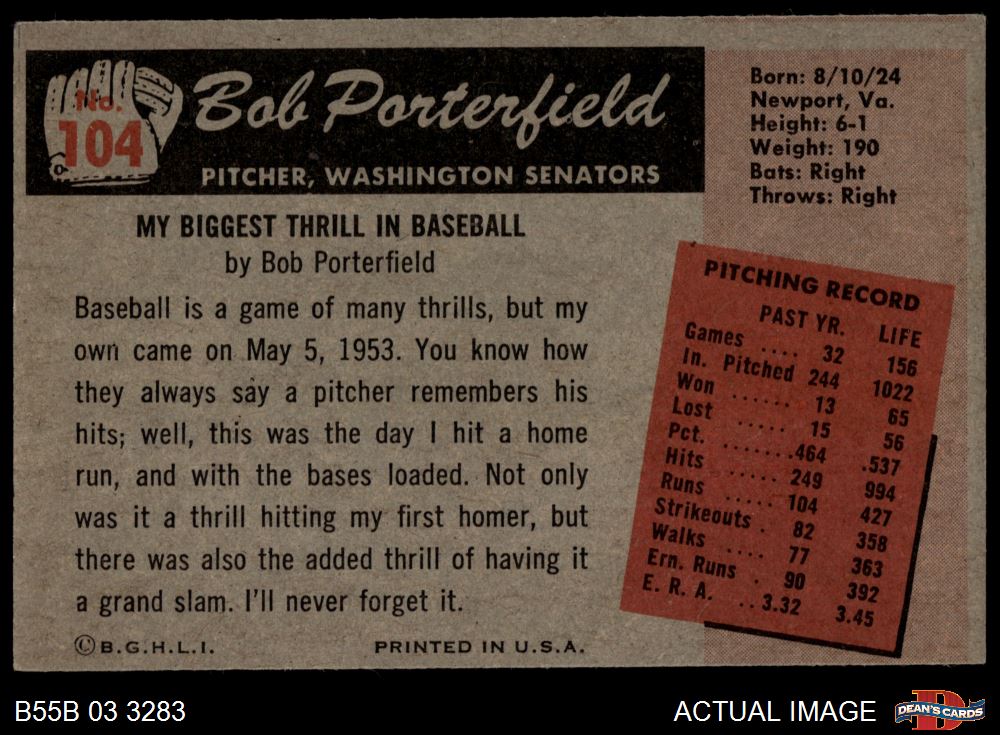 No.
104
Bob Porterfield
PITCHER, WASHINGTON SENATORS
Born: 8/10/24
Newport, Va.
Height: 6-1
Weight: 190
Bats: Right
Throws: Right
MY BIGGEST THRILL IN BASEBALL
by Bob Porterfield
Baseball is a game of many thrills, but my
own came on May 5, 1953. You know how
they always say a pitcher remembers his
hits; well, this was the day I hit a home
run, and with the bases loaded. Not only
was it a thrill hitting my first homer, but
there was also the added thrill of having it
a grand slam. I'll never forget it.
PITCHING RECORD
PAST YR. LIFE
Games .... 32 156
In. Pitched 244 1022
Won ...... 13 65
Lost ..... 15 56
Pct. .......464 .537
Hits ..... 249 994
Runs ..... 104 427
Strikeouts . 82 358
Walks .... 77 363
Ern. Runs . 90 392
E. R. A. ..3.32 3.45
©B.G.H.L.I. PRINTED IN U.S.A.
B55B 03 3283
ACTUAL IMAGE
DEAN'S CARDS